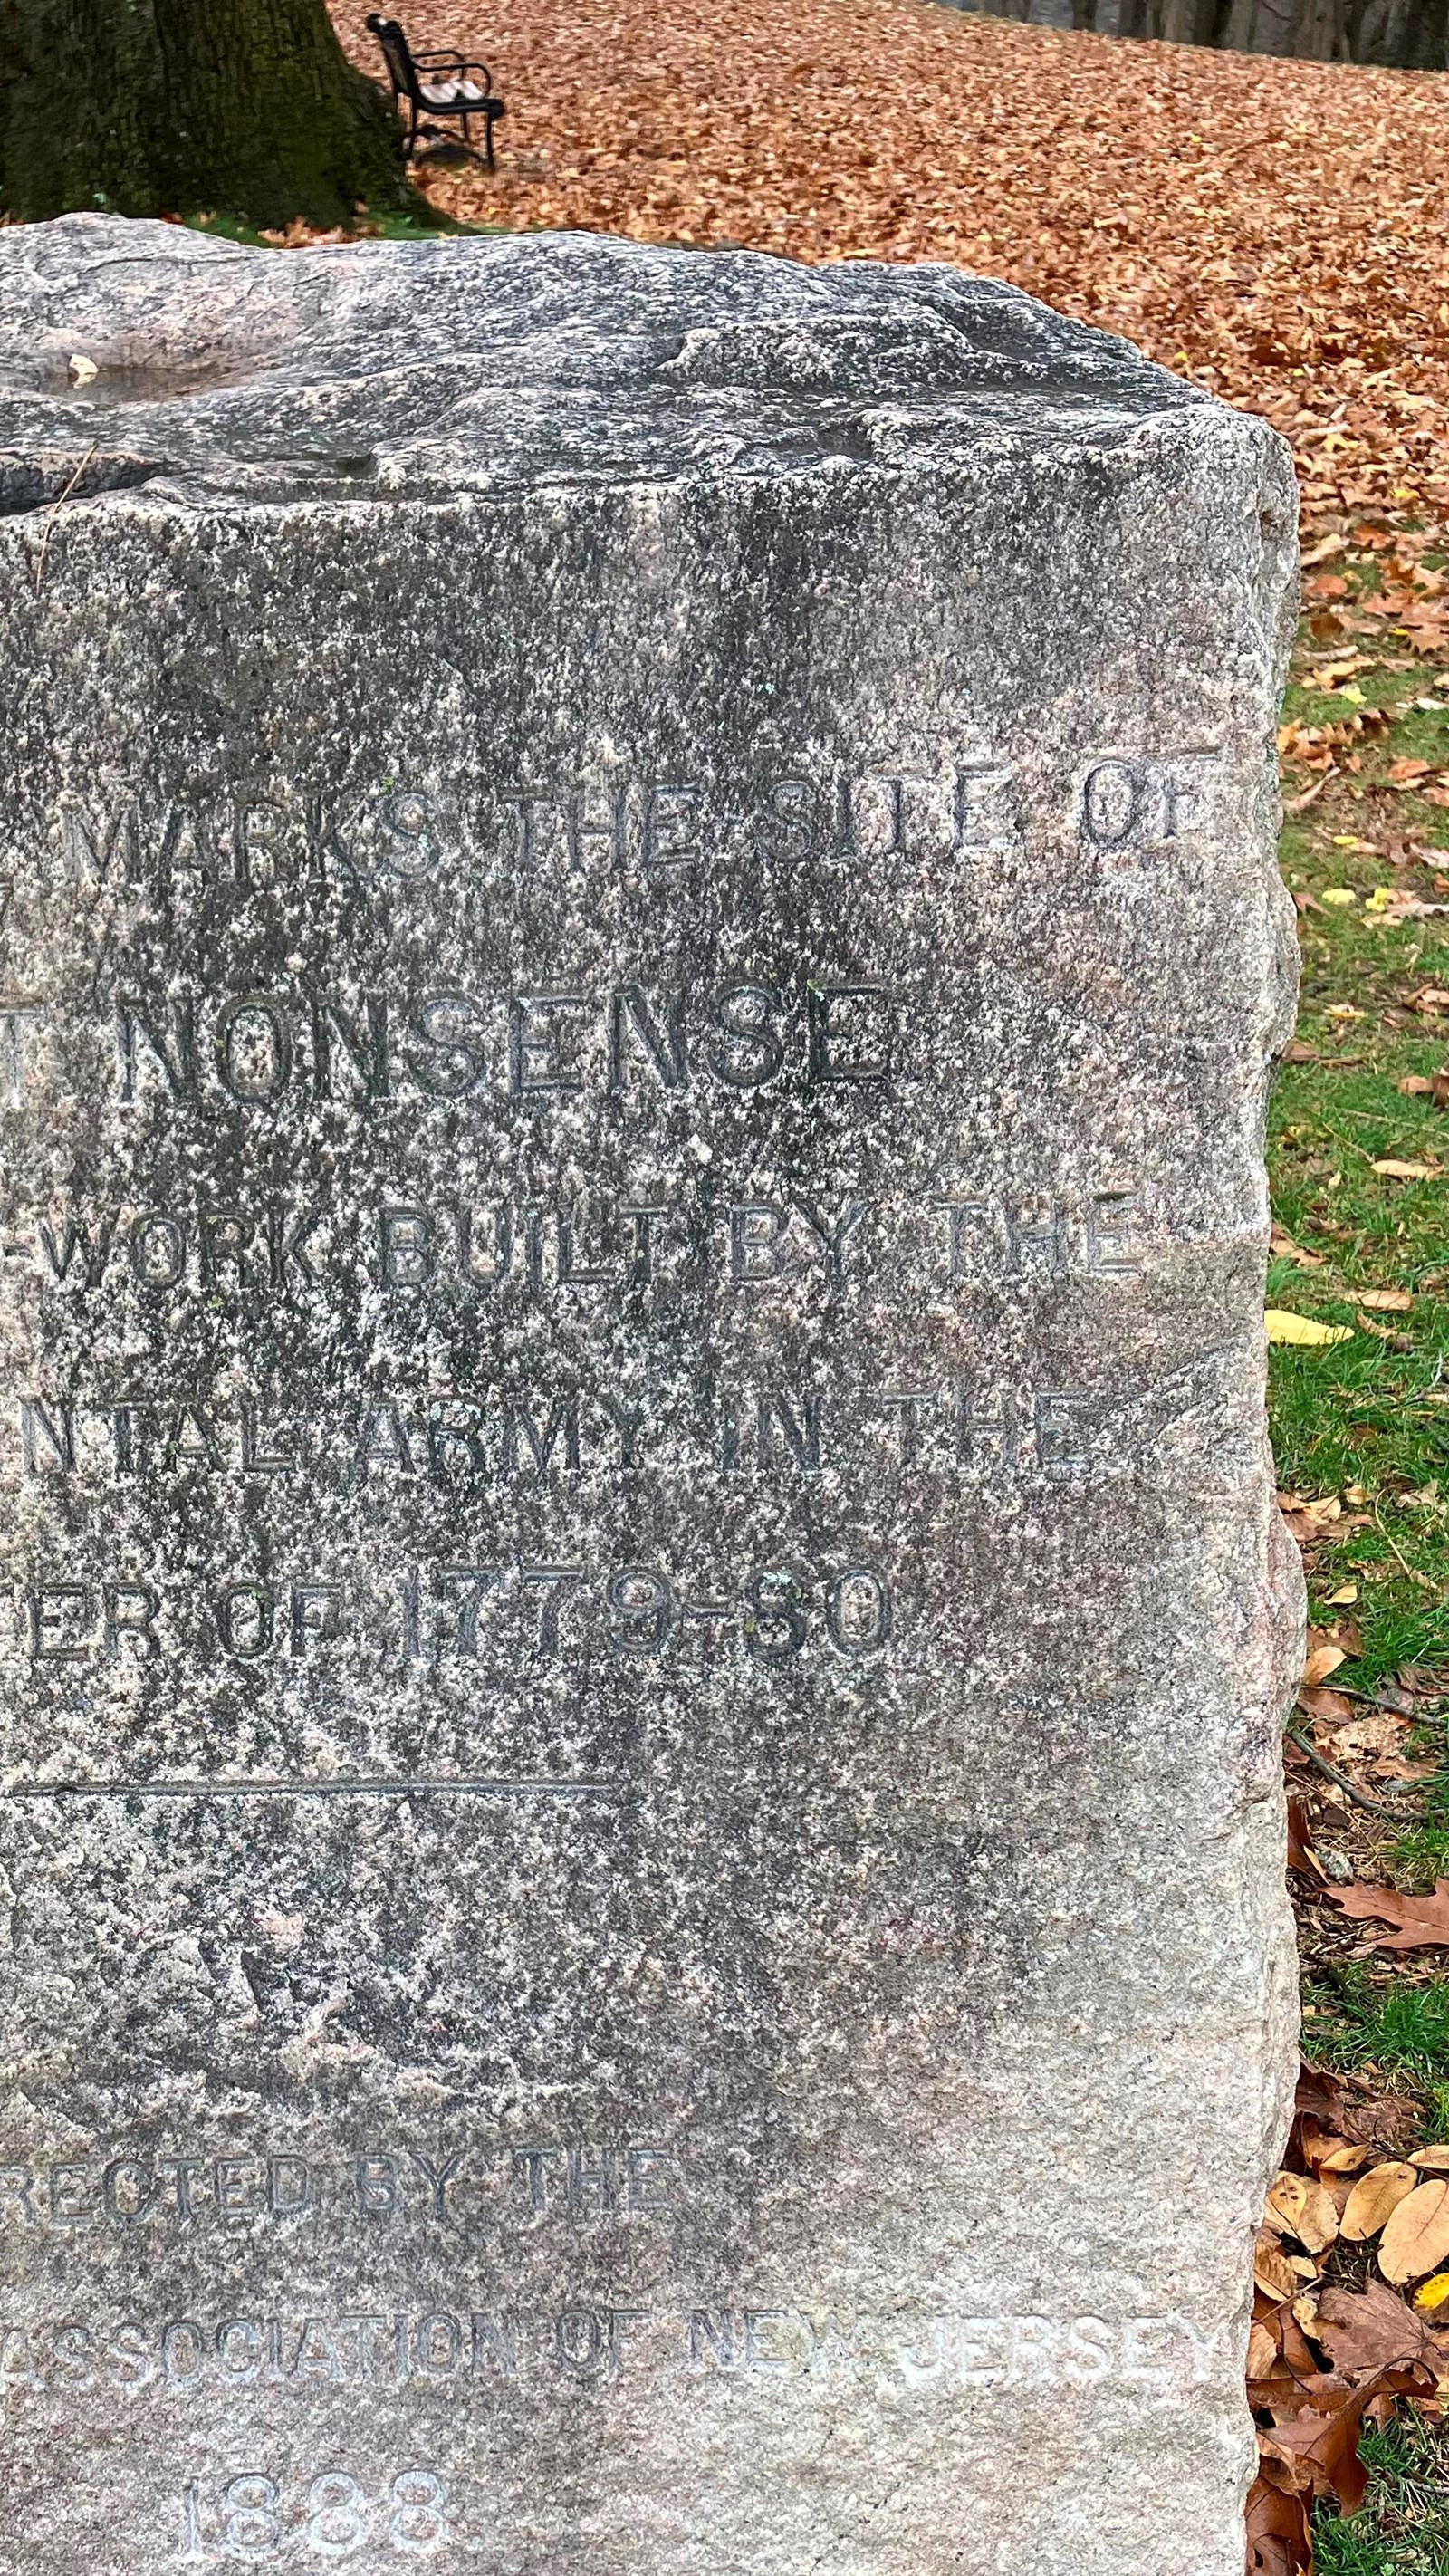 MARKS THE SITE OF
T NONSENSE
-WORK BUILT BY THE
NTAL ARMY IN THE
ER OF 1779-80
RECTED BY THE
ASSOCIATION OF NEW JERSEY
1888.